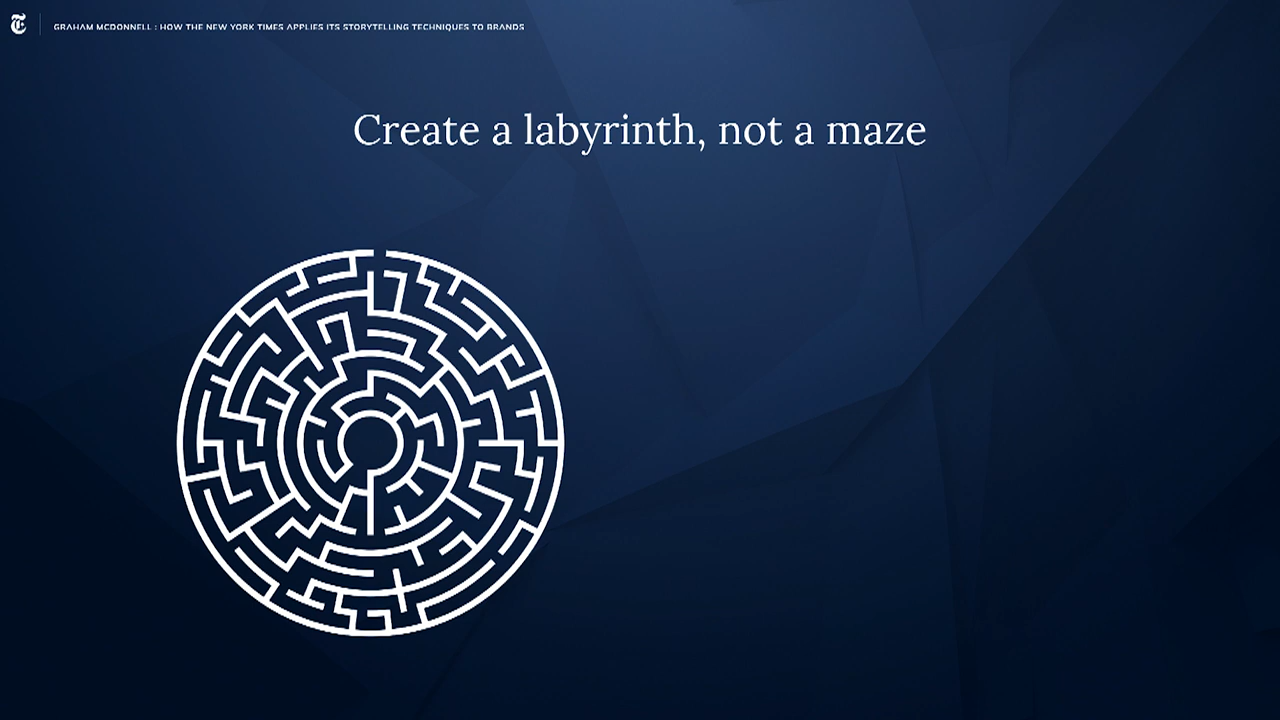 GRAHAM MCDONNELL : HOW THE NEW YORK TIMES APPLIES ITS STORYTELLING TECHNIQUES TO BRANDS
Create a labyrinth, not a maze